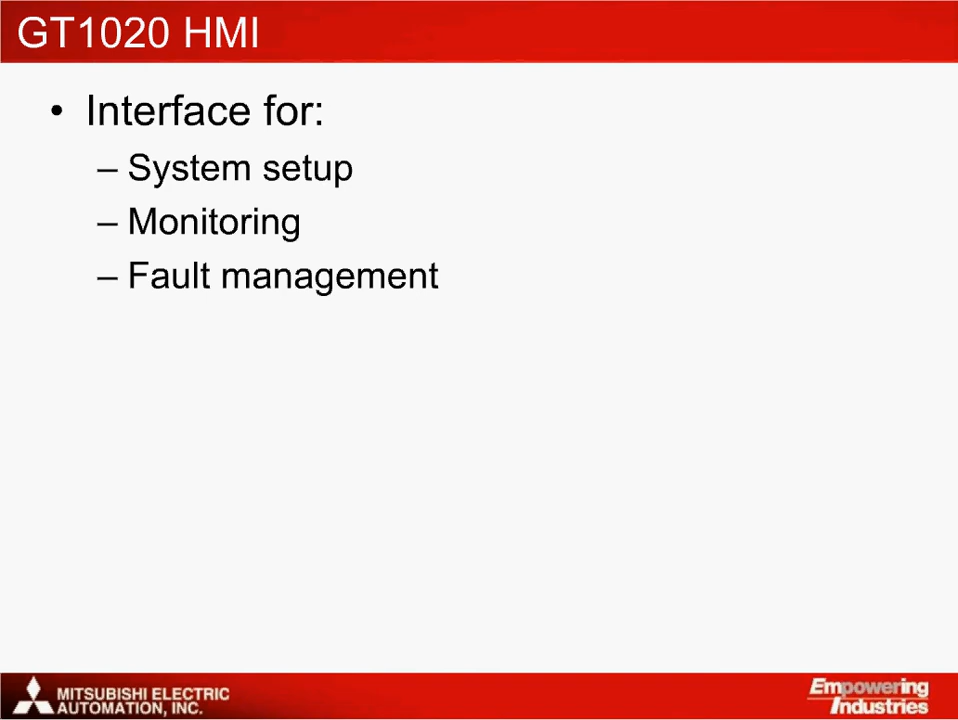 GT1020 HMI
• Interface for:
– System setup
– Monitoring
– Fault management
MITSUBISHI ELECTRIC
AUTOMATION, INC.
Empowering
Industries